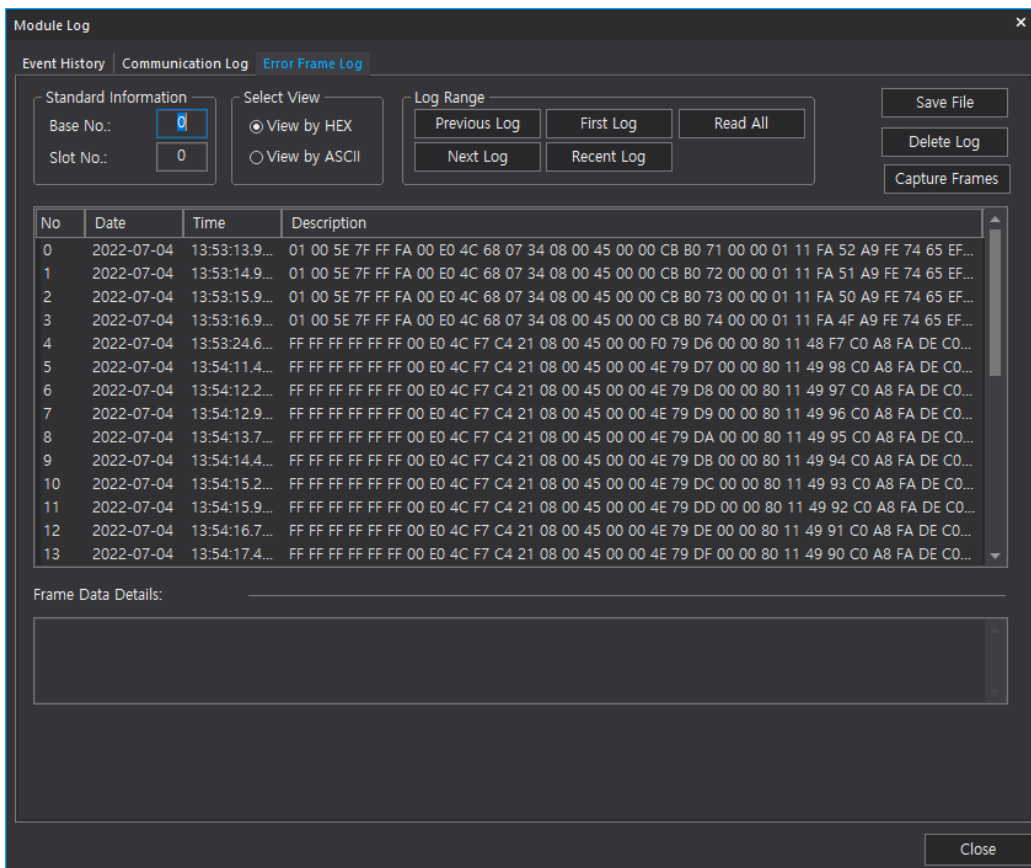 Module Log
Event History Communication Log Error Frame Log
Standard Information Select View Log Range
Base No.: 0 View by HEX Previous Log First Log Read All Save File
Slot No.: 0 View by ASCII Next Log Recent Log Delete Log
Capture Frames
No Date Time Description
0 2022-07-04 13:53:13.9... 01 00 5E 7F FF FA 00 E0 4C 68 07 34 08 00 45 00 00 CB B0 71 00 00 01 11 FA 52 A9 FE 74 65 EF...
1 2022-07-04 13:53:14.9... 01 00 5E 7F FF FA 00 E0 4C 68 07 34 08 00 45 00 00 CB B0 72 00 00 01 11 FA 51 A9 FE 74 65 EF...
2 2022-07-04 13:53:15.9... 01 00 5E 7F FF FA 00 E0 4C 68 07 34 08 00 45 00 00 CB B0 73 00 00 01 11 FA 50 A9 FE 74 65 EF...
3 2022-07-04 13:53:16.9... 01 00 5E 7F FF FA 00 E0 4C 68 07 34 08 00 45 00 00 CB B0 74 00 00 01 11 FA 4F A9 FE 74 65 EF...
4 2022-07-04 13:53:24.6... FF FF FF FF FF FF 00 E0 4C F7 C4 21 08 00 45 00 00 F0 79 D6 00 00 80 11 48 F7 C0 A8 FA DE C0...
5 2022-07-04 13:54:11.4... FF FF FF FF FF FF 00 E0 4C F7 C4 21 08 00 45 00 00 4E 79 D7 00 00 80 11 49 98 C0 A8 FA DE C0...
6 2022-07-04 13:54:12.2... FF FF FF FF FF FF 00 E0 4C F7 C4 21 08 00 45 00 00 4E 79 D8 00 00 80 11 49 97 C0 A8 FA DE C0...
7 2022-07-04 13:54:12.9... FF FF FF FF FF FF 00 E0 4C F7 C4 21 08 00 45 00 00 4E 79 D9 00 00 80 11 49 96 C0 A8 FA DE C0...
8 2022-07-04 13:54:13.7... FF FF FF FF FF FF 00 E0 4C F7 C4 21 08 00 45 00 00 4E 79 DA 00 00 80 11 49 95 C0 A8 FA DE C0...
9 2022-07-04 13:54:14.4... FF FF FF FF FF FF 00 E0 4C F7 C4 21 08 00 45 00 00 4E 79 DB 00 00 80 11 49 94 C0 A8 FA DE C0...
10 2022-07-04 13:54:15.2... FF FF FF FF FF FF 00 E0 4C F7 C4 21 08 00 45 00 00 4E 79 DC 00 00 80 11 49 93 C0 A8 FA DE C0...
11 2022-07-04 13:54:15.9... FF FF FF FF FF FF 00 E0 4C F7 C4 21 08 00 45 00 00 4E 79 DD 00 00 80 11 49 92 C0 A8 FA DE C0...
12 2022-07-04 13:54:16.7... FF FF FF FF FF FF 00 E0 4C F7 C4 21 08 00 45 00 00 4E 79 DE 00 00 80 11 49 91 C0 A8 FA DE C0...
13 2022-07-04 13:54:17.4... FF FF FF FF FF FF 00 E0 4C F7 C4 21 08 00 45 00 00 4E 79 DF 00 00 80 11 49 90 C0 A8 FA DE C0...
Frame Data Details:
Close